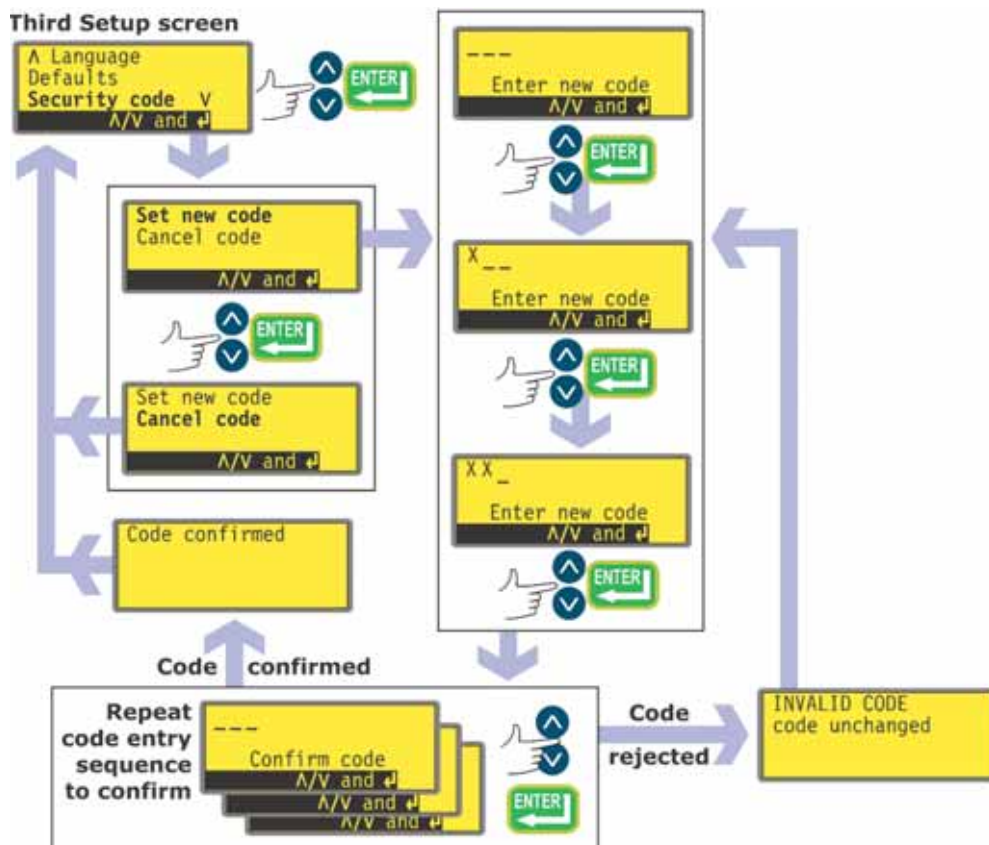 Third Setup screen
∧ Language
Defaults
Security code ∨
∧/∨ and ↲
ENTER
Set new code
Cancel code
∧/∨ and ↲
ENTER
Set new code
Cancel code
∧/∨ and ↲
Code confirmed
_ _ _
Enter new code
∧/∨ and ↲
ENTER
X _ _
Enter new code
∧/∨ and ↲
ENTER
X X _
Enter new code
∧/∨ and ↲
ENTER
Code confirmed
Repeat
code entry
sequence
to confirm
_ _ _
Confirm code
∧/∨ and ↲
∧/∨ and ↲
∧/∨ and ↲
ENTER
Code
rejected
INVALID CODE
code unchanged